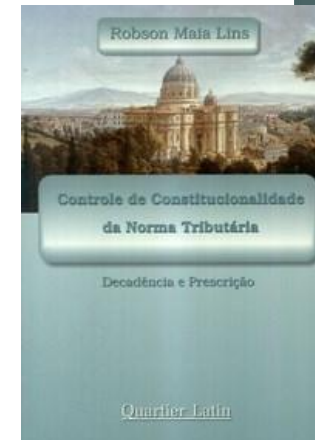 Robson Maia Lins
Controle de Constitucionalidade
da Norma Tributária
Decadência e Prescrição
Quartier Latin